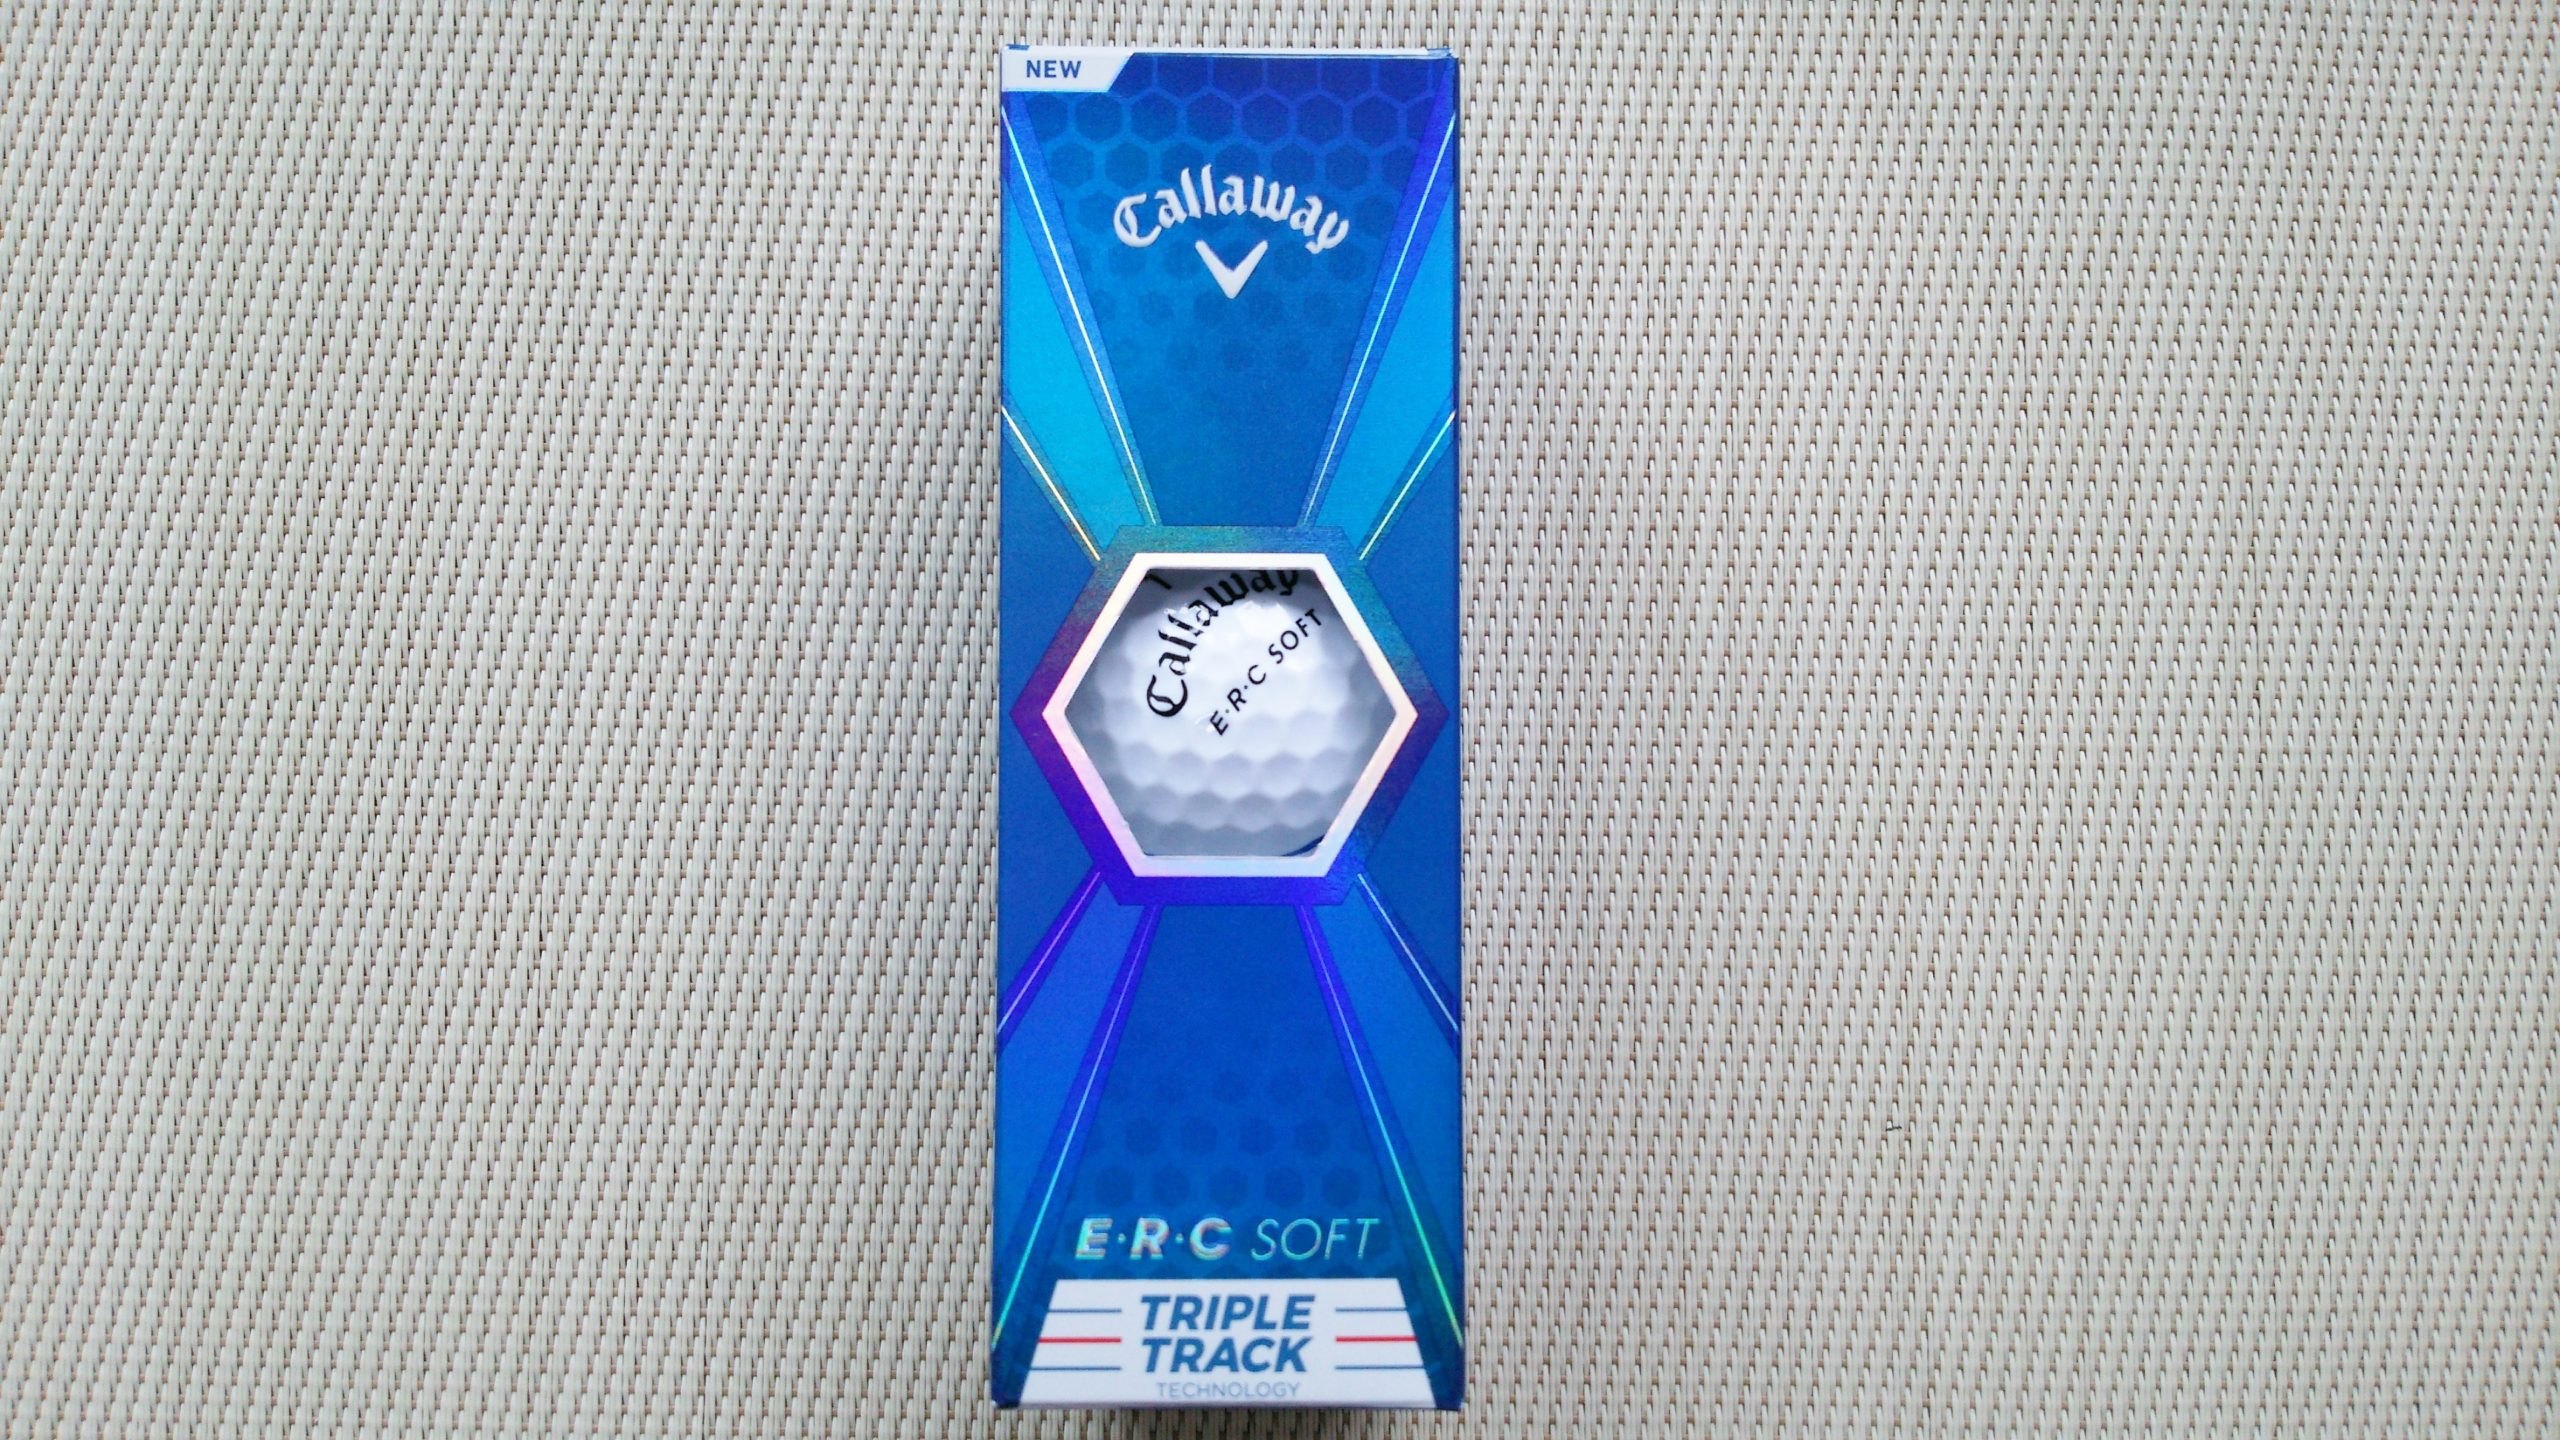 NEW
Callaway
Callaway
E·R·C SOFT
E·R·C SOFT
TRIPLE
TRACK
TECHNOLOGY